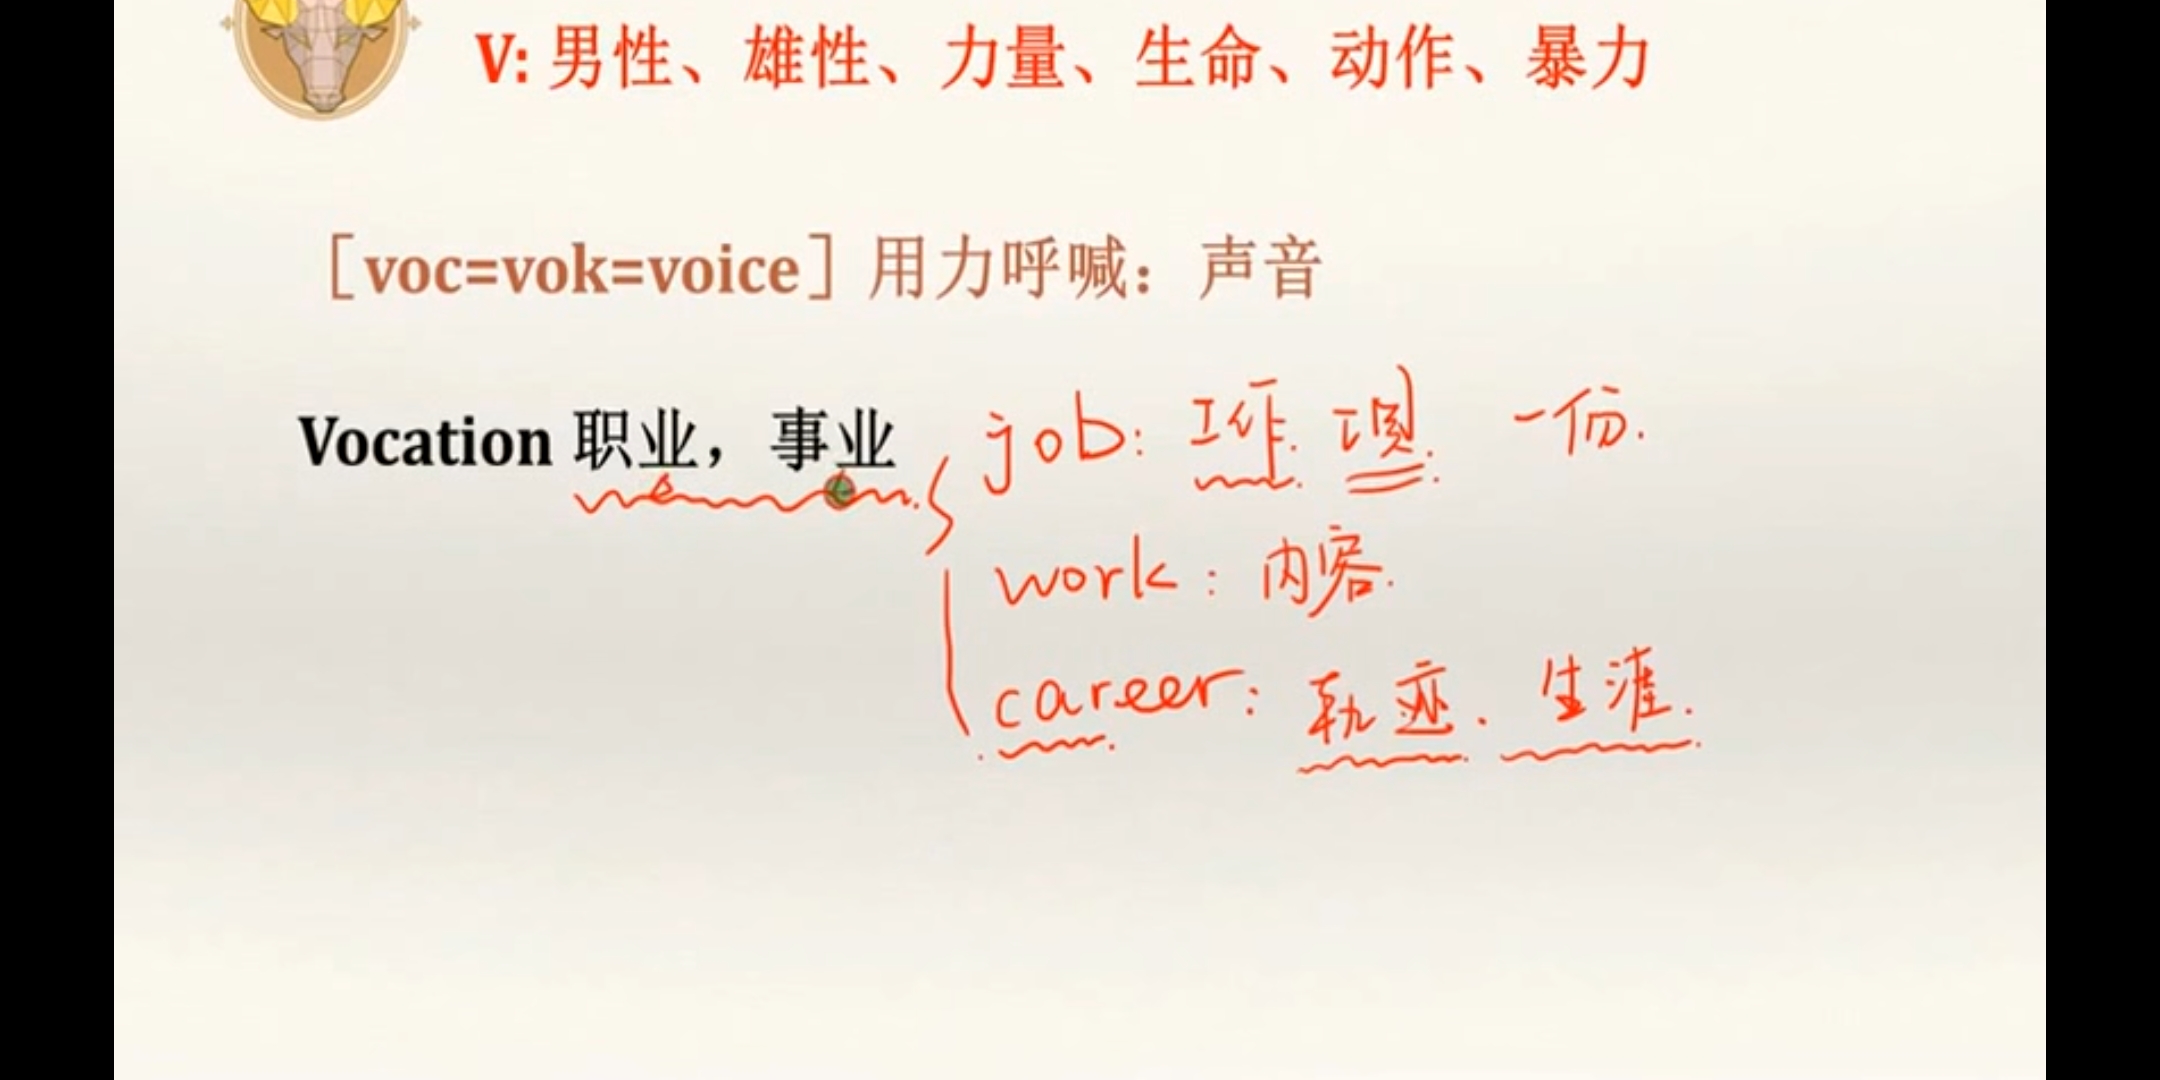 V: 男性、雄性、力量、生命、动作、暴力
[voc=vok=voice] 用力呼喊：声音
Vocation 职业，事业
job: 工作. 项. 一份.
work: 内容.
career: 轨迹. 生涯.